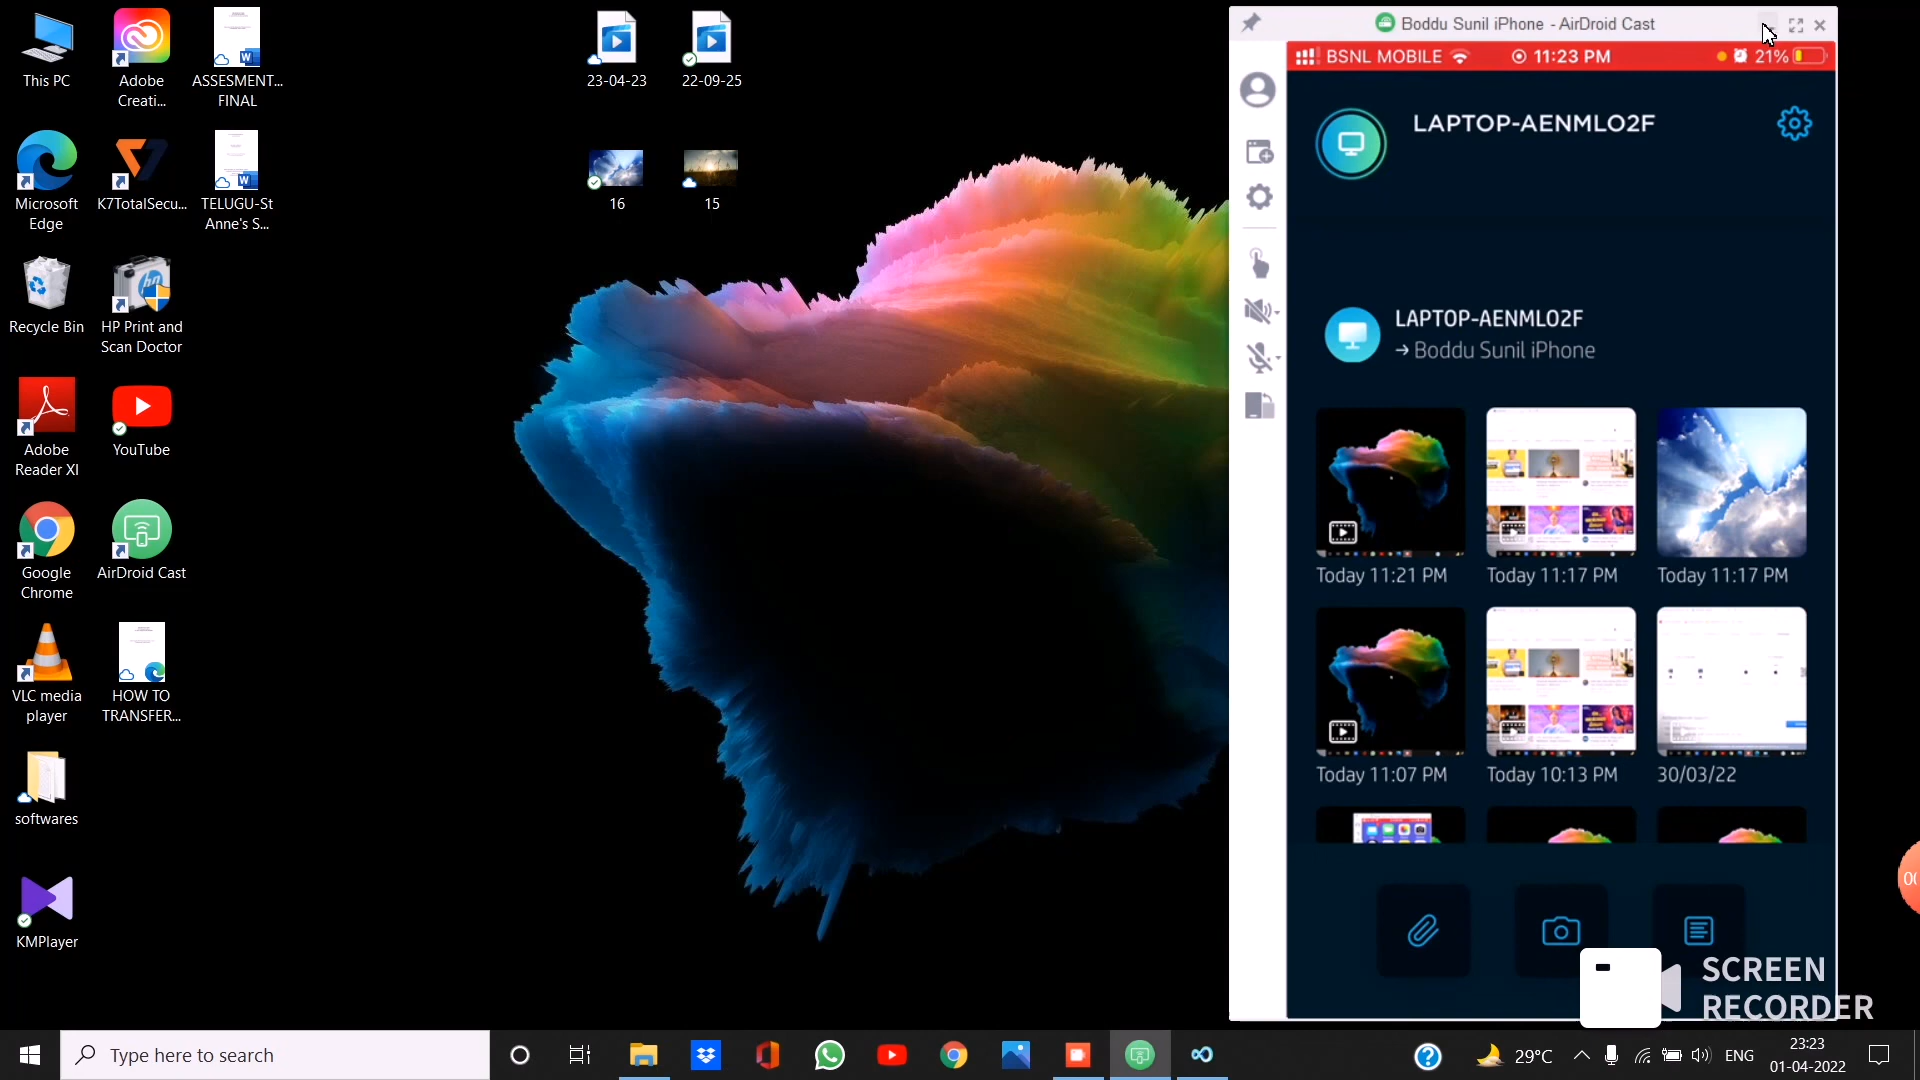 This PC
Adobe
Creati...
ASSESMENT...
FINAL
Microsoft
Edge
K7TotalSecu...
TELUGU-St
Anne's S...
Recycle Bin
HP Print and
Scan Doctor
Adobe
Reader XI
YouTube
Google
Chrome
AirDroid Cast
VLC media
player
HOW TO
TRANSFER...
softwares
KMPlayer
23-04-23
22-09-25
16
15
Boddu Sunil iPhone - AirDroid Cast
BSNL MOBILE
11:23 PM
21%
LAPTOP-AENMLO2F
LAPTOP-AENMLO2F
→ Boddu Sunil iPhone
Today 11:21 PM
Today 11:17 PM
Today 11:17 PM
Today 11:07 PM
Today 10:13 PM
30/03/22
SCREEN
RECORDER
Type here to search
29°C
ENG
23:23
01-04-2022